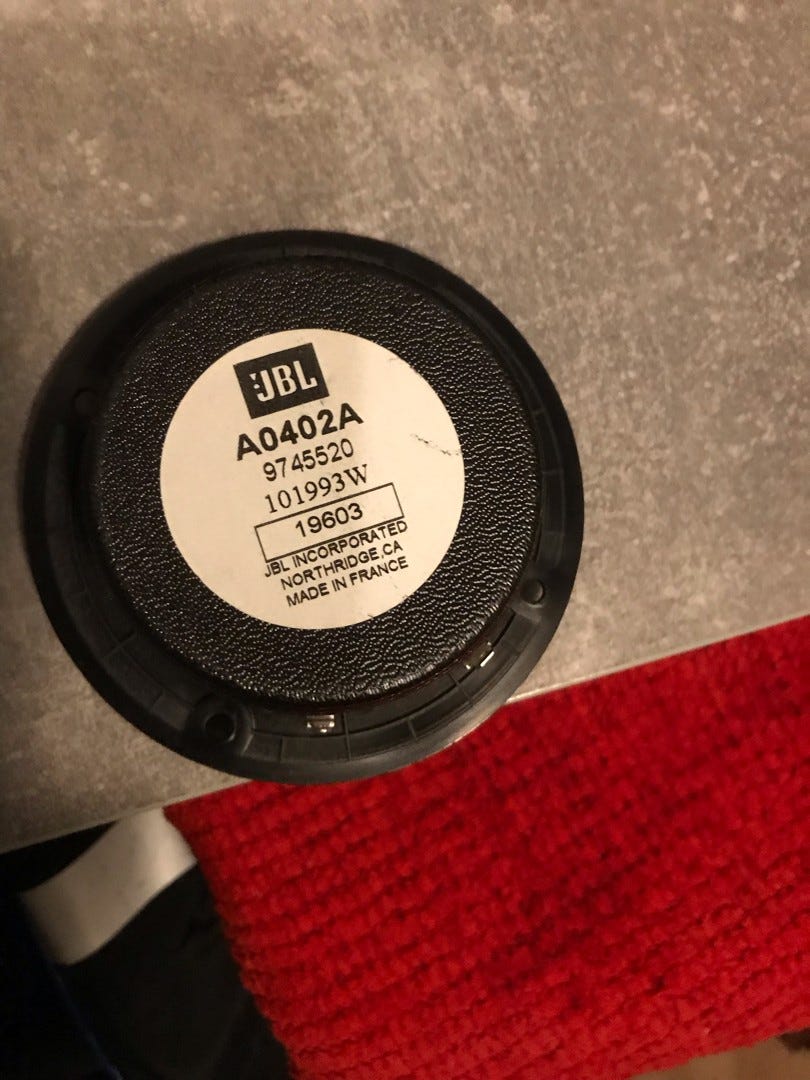 JBL
A0402A
9745520
101993W
19603
JBL INCORPORATED
NORTHRIDGE,CA
MADE IN FRANCE